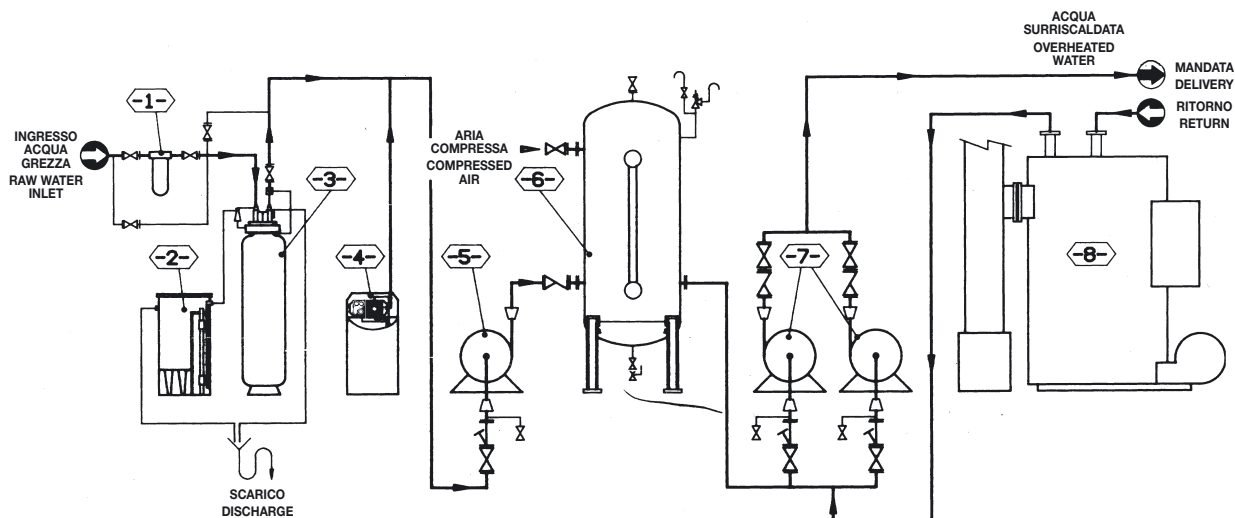 INGRESSO
ACQUA
GREZZA
RAW WATER
INLET
-1-
-2-
-3-
SCARICO
DISCHARGE
-4-
-5-
ARIA
COMPRESSA
COMPRESSED
AIR
-6-
-7-
ACQUA
SURRISCALDATA
OVERHEATED
WATER
MANDATA
DELIVERY
RITORNO
RETURN
-8-